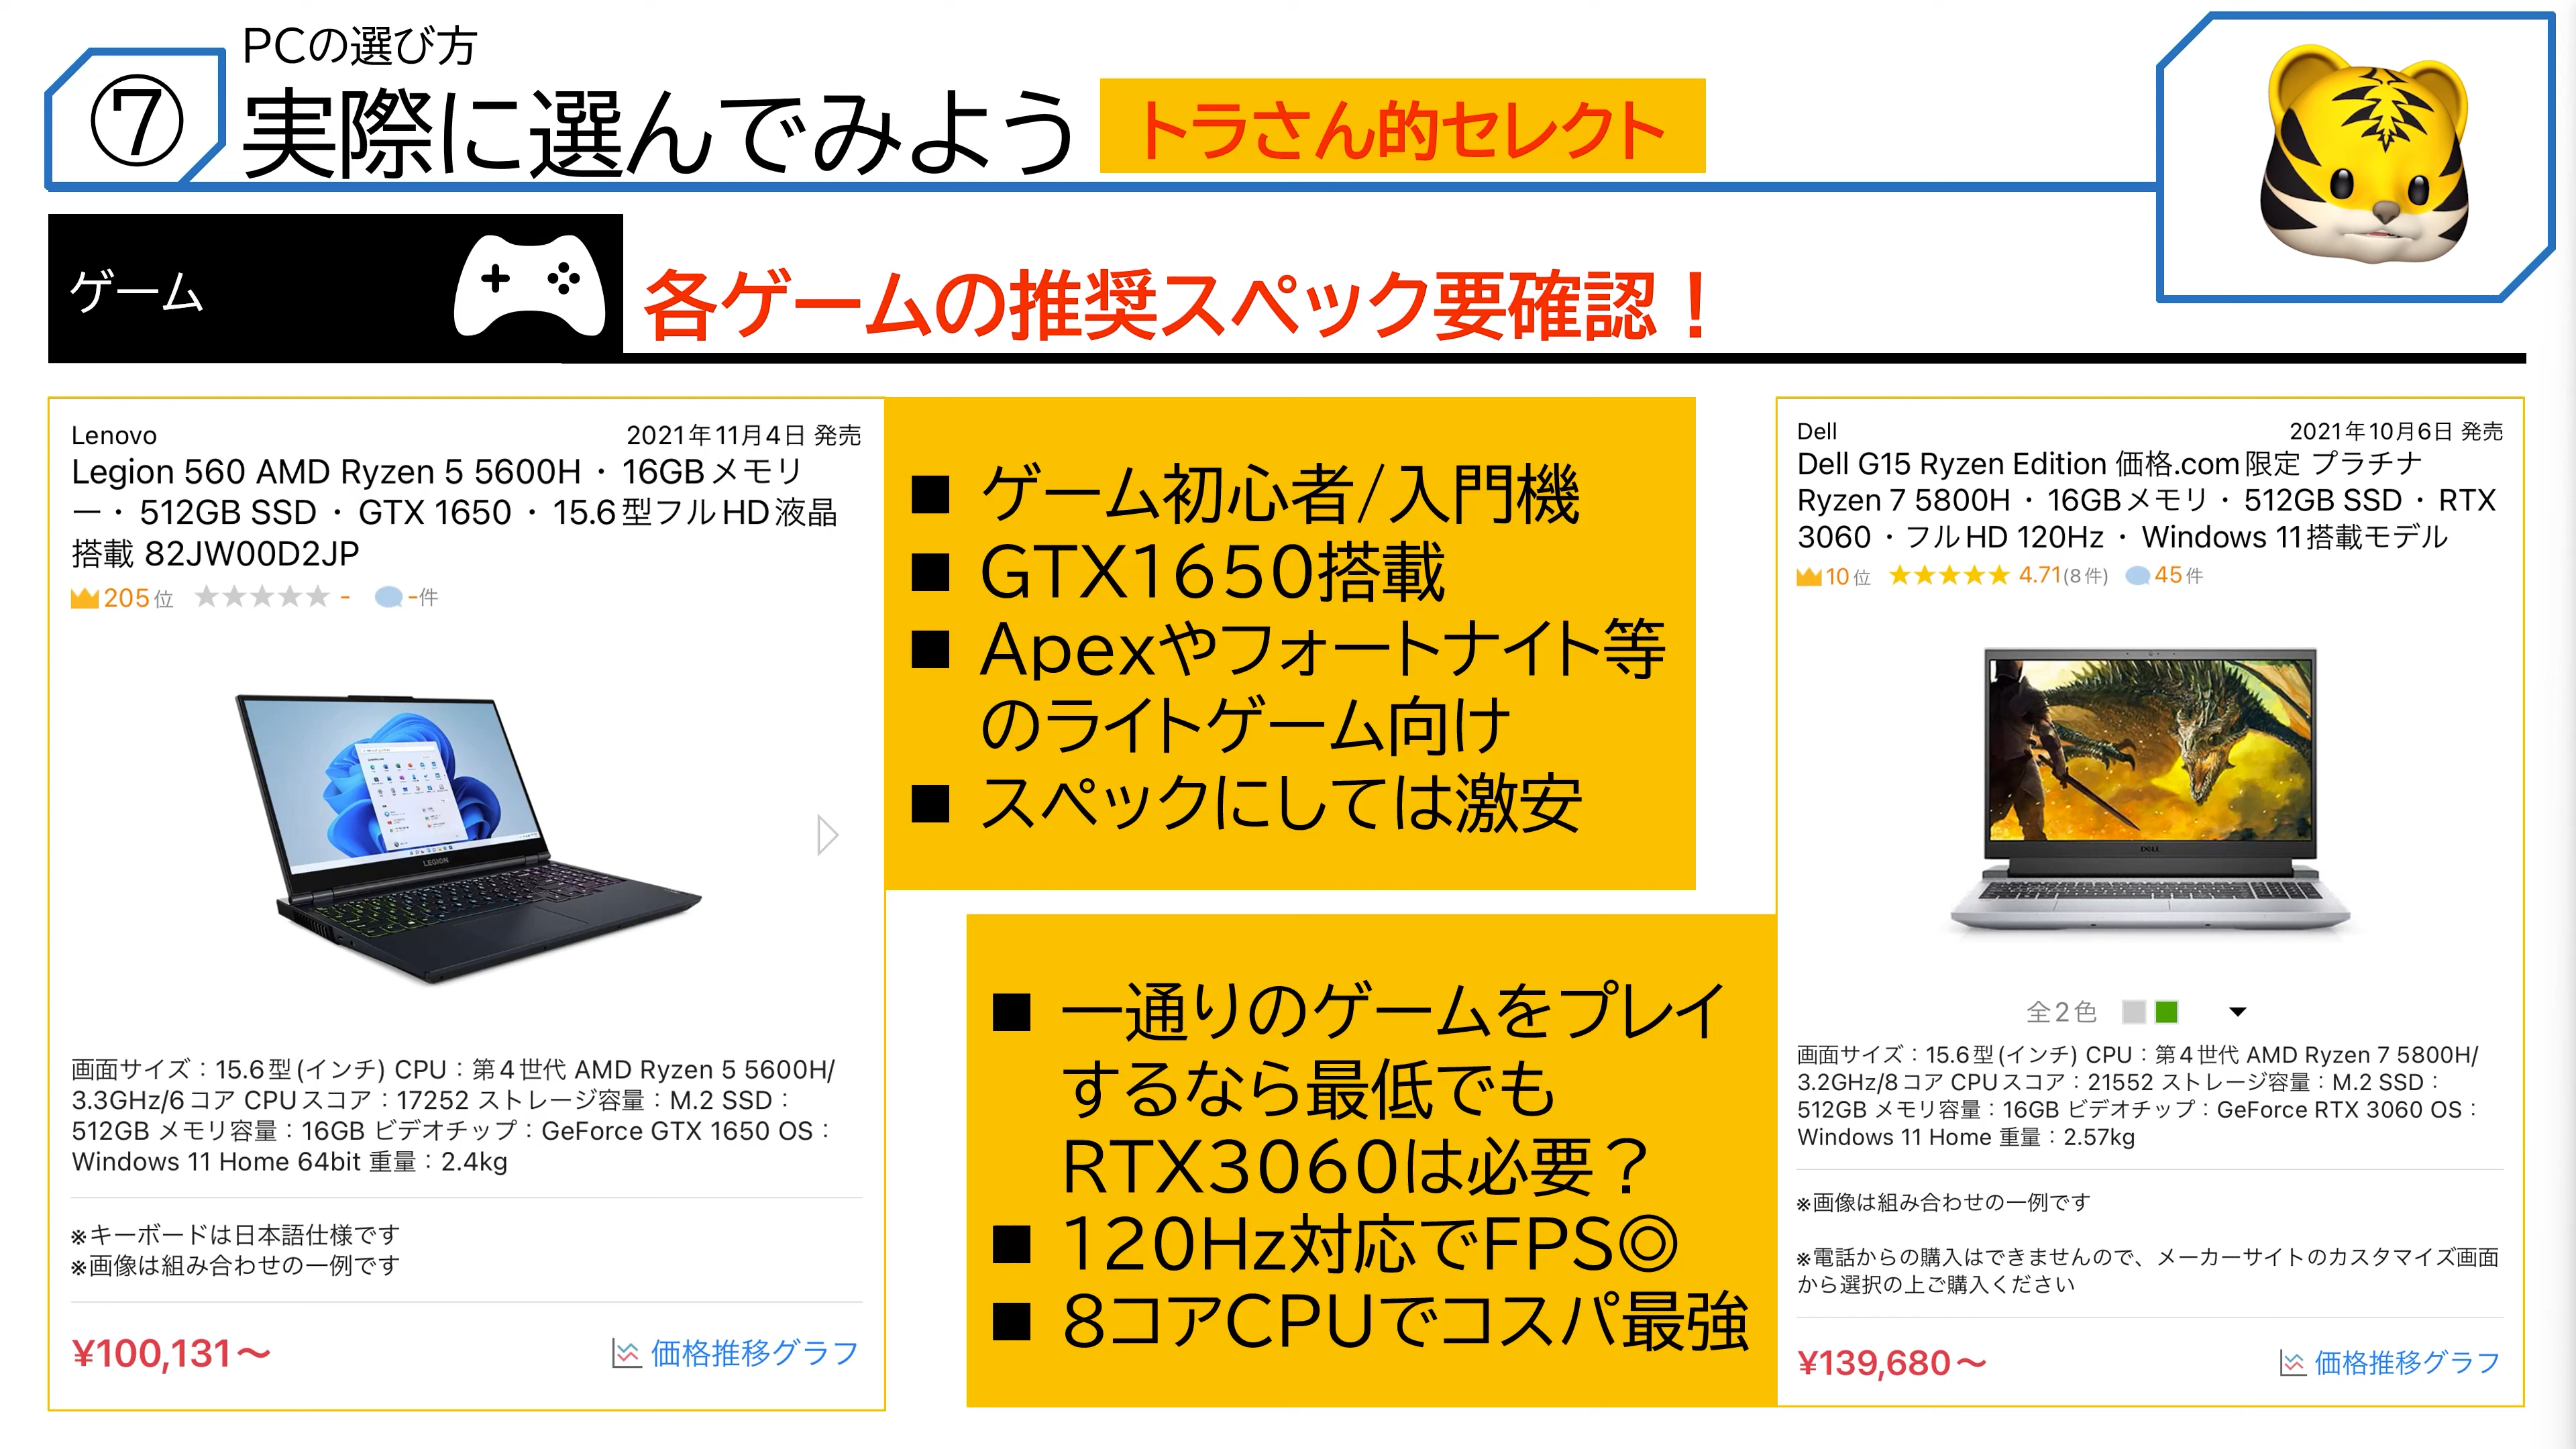 PCの選び方
⑦ 実際に選んでみよう トラさん的セレクト
ゲーム
各ゲームの推奨スペック要確認！
Lenovo 2021年11月4日 発売
Legion 560 AMD Ryzen 5 5600H・16GBメモリ
ー・512GB SSD・GTX 1650・15.6型フルHD液晶
搭載 82JW00D2JP
205位 ★★★★★ - -件
LEGION
画面サイズ：15.6型(インチ) CPU：第4世代 AMD Ryzen 5 5600H/
3.3GHz/6コア CPUスコア：17252 ストレージ容量：M.2 SSD：
512GB メモリ容量：16GB ビデオチップ：GeForce GTX 1650 OS：
Windows 11 Home 64bit 重量：2.4kg
※キーボードは日本語仕様です
※画像は組み合わせの一例です
¥100,131～ 価格推移グラフ
■ ゲーム初心者/入門機
■ GTX1650搭載
■ Apexやフォートナイト等
のライトゲーム向け
■ スペックにしては激安
■ 一通りのゲームをプレイ
するなら最低でも
RTX3060は必要？
■ 120Hz対応でFPS◎
■ 8コアCPUでコスパ最強
Dell 2021年10月6日 発売
Dell G15 Ryzen Edition 価格.com限定 プラチナ
Ryzen 7 5800H・16GBメモリ・512GB SSD・RTX
3060・フルHD 120Hz・Windows 11搭載モデル
10位 ★★★★★ 4.71(8件) 45件
DELL
全2色
画面サイズ：15.6型(インチ) CPU：第4世代 AMD Ryzen 7 5800H/
3.2GHz/8コア CPUスコア：21552 ストレージ容量：M.2 SSD：
512GB メモリ容量：16GB ビデオチップ：GeForce RTX 3060 OS：
Windows 11 Home 重量：2.57kg
※画像は組み合わせの一例です
※電話からの購入はできませんので、メーカーサイトのカスタマイズ画面
から選択の上ご購入ください
¥139,680～ 価格推移グラフ